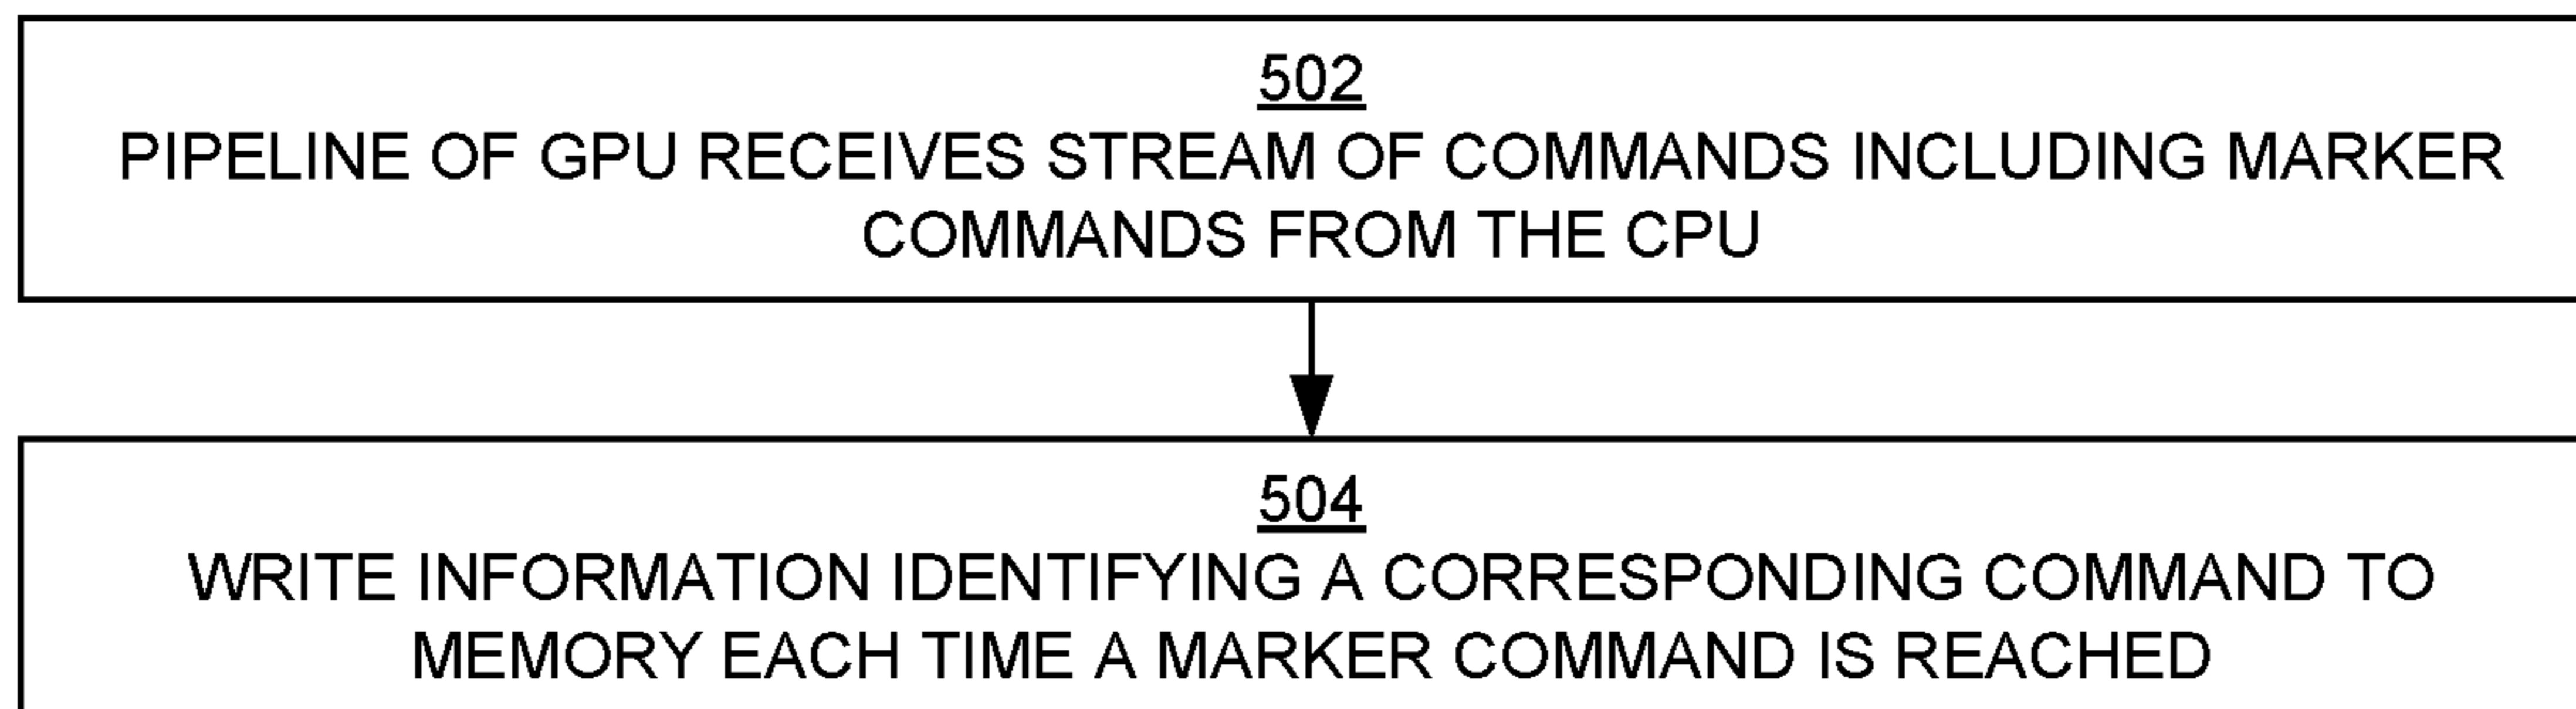 502
PIPELINE OF GPU RECEIVES STREAM OF COMMANDS INCLUDING MARKER
COMMANDS FROM THE CPU
504
WRITE INFORMATION IDENTIFYING A CORRESPONDING COMMAND TO
MEMORY EACH TIME A MARKER COMMAND IS REACHED